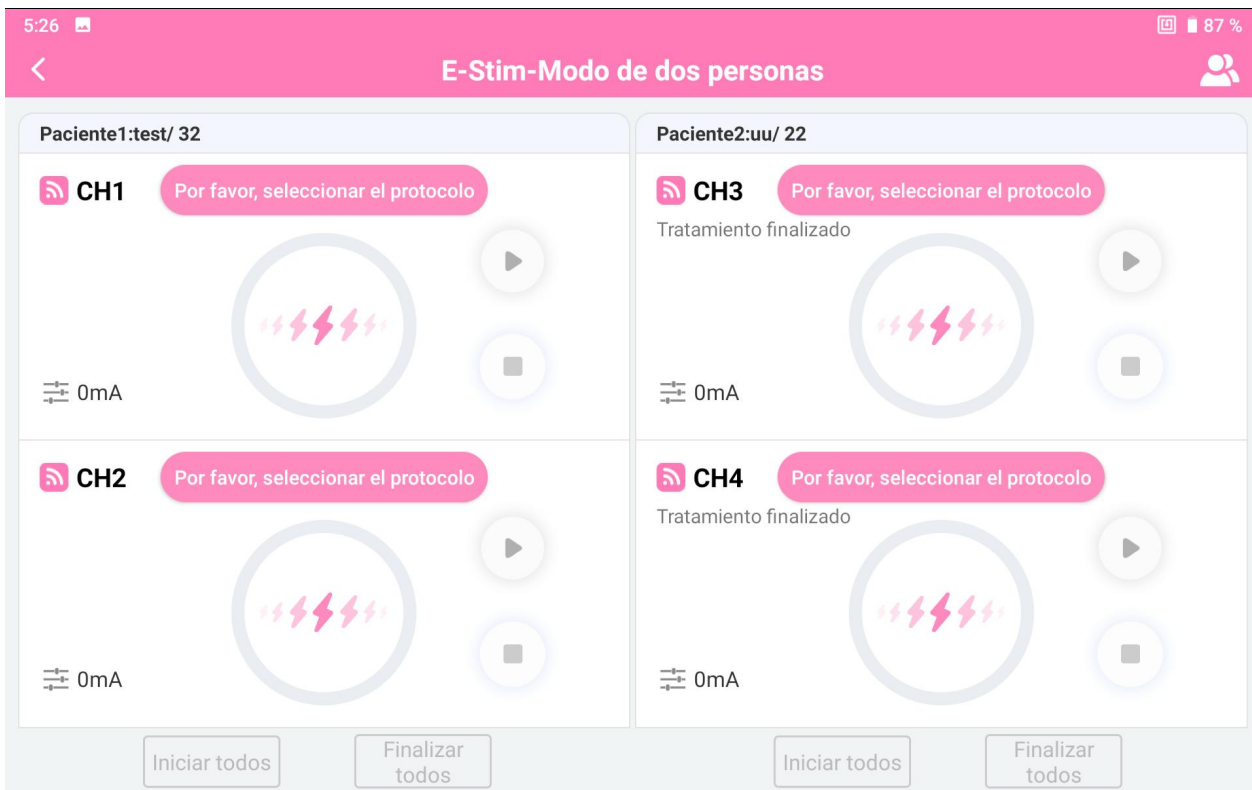 5:26
87 %
E-Stim-Modo de dos personas
Paciente1:test/ 32
CH1
Por favor, seleccionar el protocolo
0mA
CH2
Por favor, seleccionar el protocolo
0mA
Iniciar todos
Finalizar
todos
Paciente2:uu/ 22
CH3
Por favor, seleccionar el protocolo
Tratamiento finalizado
0mA
CH4
Por favor, seleccionar el protocolo
Tratamiento finalizado
0mA
Iniciar todos
Finalizar
todos